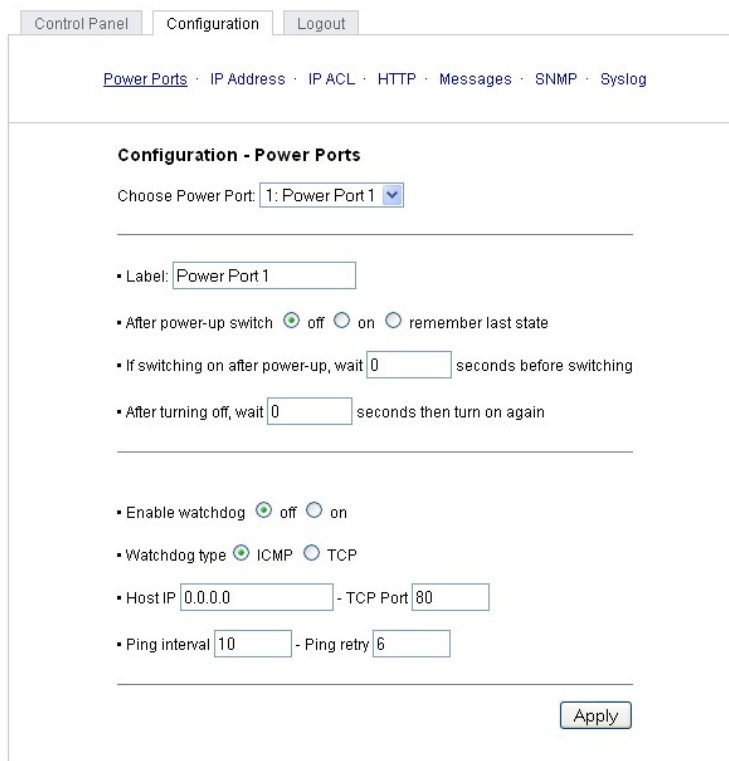 Control Panel Configuration Logout
Power Ports · IP Address · IP ACL · HTTP · Messages · SNMP · Syslog
Configuration - Power Ports
Choose Power Port: 1: Power Port 1
▪ Label: Power Port 1
▪ After power-up switch off on remember last state
▪ If switching on after power-up, wait 0 seconds before switching
▪ After turning off, wait 0 seconds then turn on again
▪ Enable watchdog off on
▪ Watchdog type ICMP TCP
▪ Host IP 0.0.0.0 - TCP Port 80
▪ Ping interval 10 - Ping retry 6
Apply